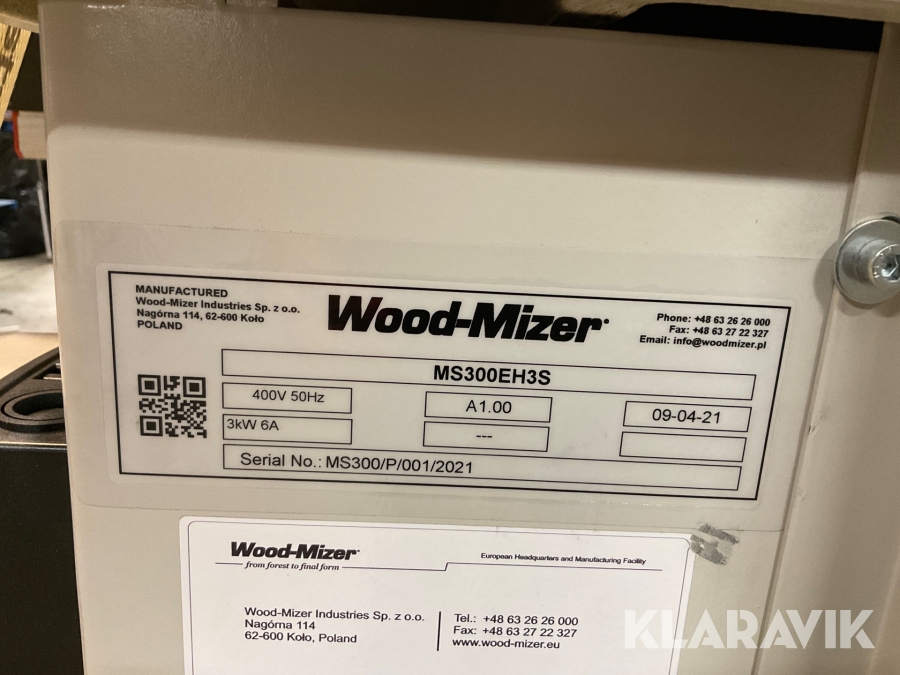 MANUFACTURED
Wood-Mizer Industries Sp. z o.o.
Nagórna 114, 62-600 Koło
POLAND
Wood-Mizer
Phone: +48 63 26 26 000
Fax: +48 63 27 22 327
Email: info@woodmizer.pl
MS300EH3S
400V 50Hz
A1.00
09-04-21
3kW 6A
---
Serial No.: MS300/P/001/2021
Wood-Mizer
from forest to final form
European Headquarters and Manufacturing Facility
Wood-Mizer Industries Sp. z o.o.
Nagórna 114
62-600 Koło, Poland
Tel.: +48 63 26 26 000
Fax: +48 63 27 22 327
www.wood-mizer.eu
KLARAVIK